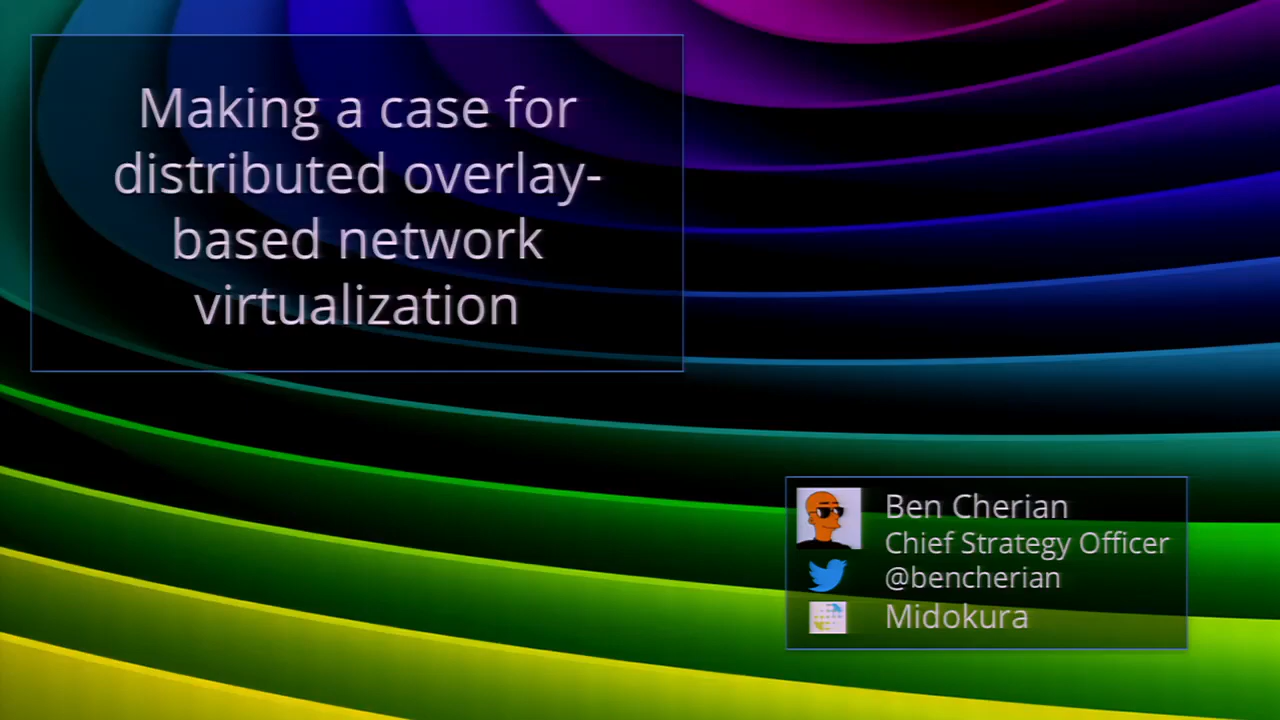 Making a case for
distributed overlay-
based network
virtualization
Ben Cherian
Chief Strategy Officer
@bencherian
Midokura